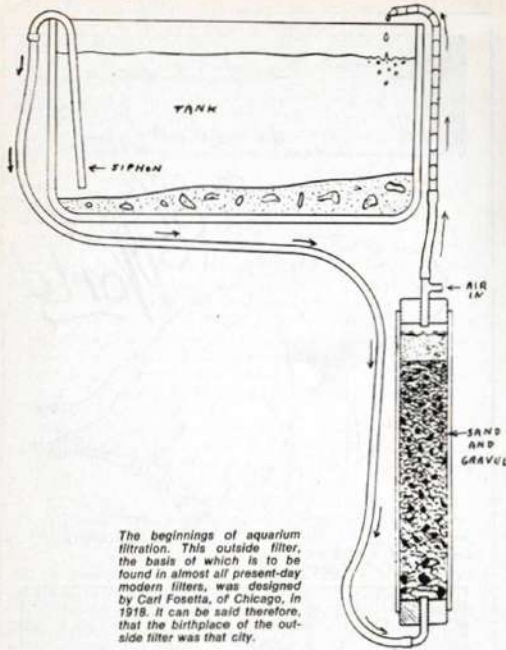 TANK
SIPHON
AIR
IN
SAND
AND
GRAVEL
The beginnings of aquarium
filtration. This outside filter,
the basis of which is to be
found in almost all present-day
modern filters, was designed
by Carl Fosetta, of Chicago, in
1918. It can be said therefore,
that the birthplace of the out-
side filter was that city.